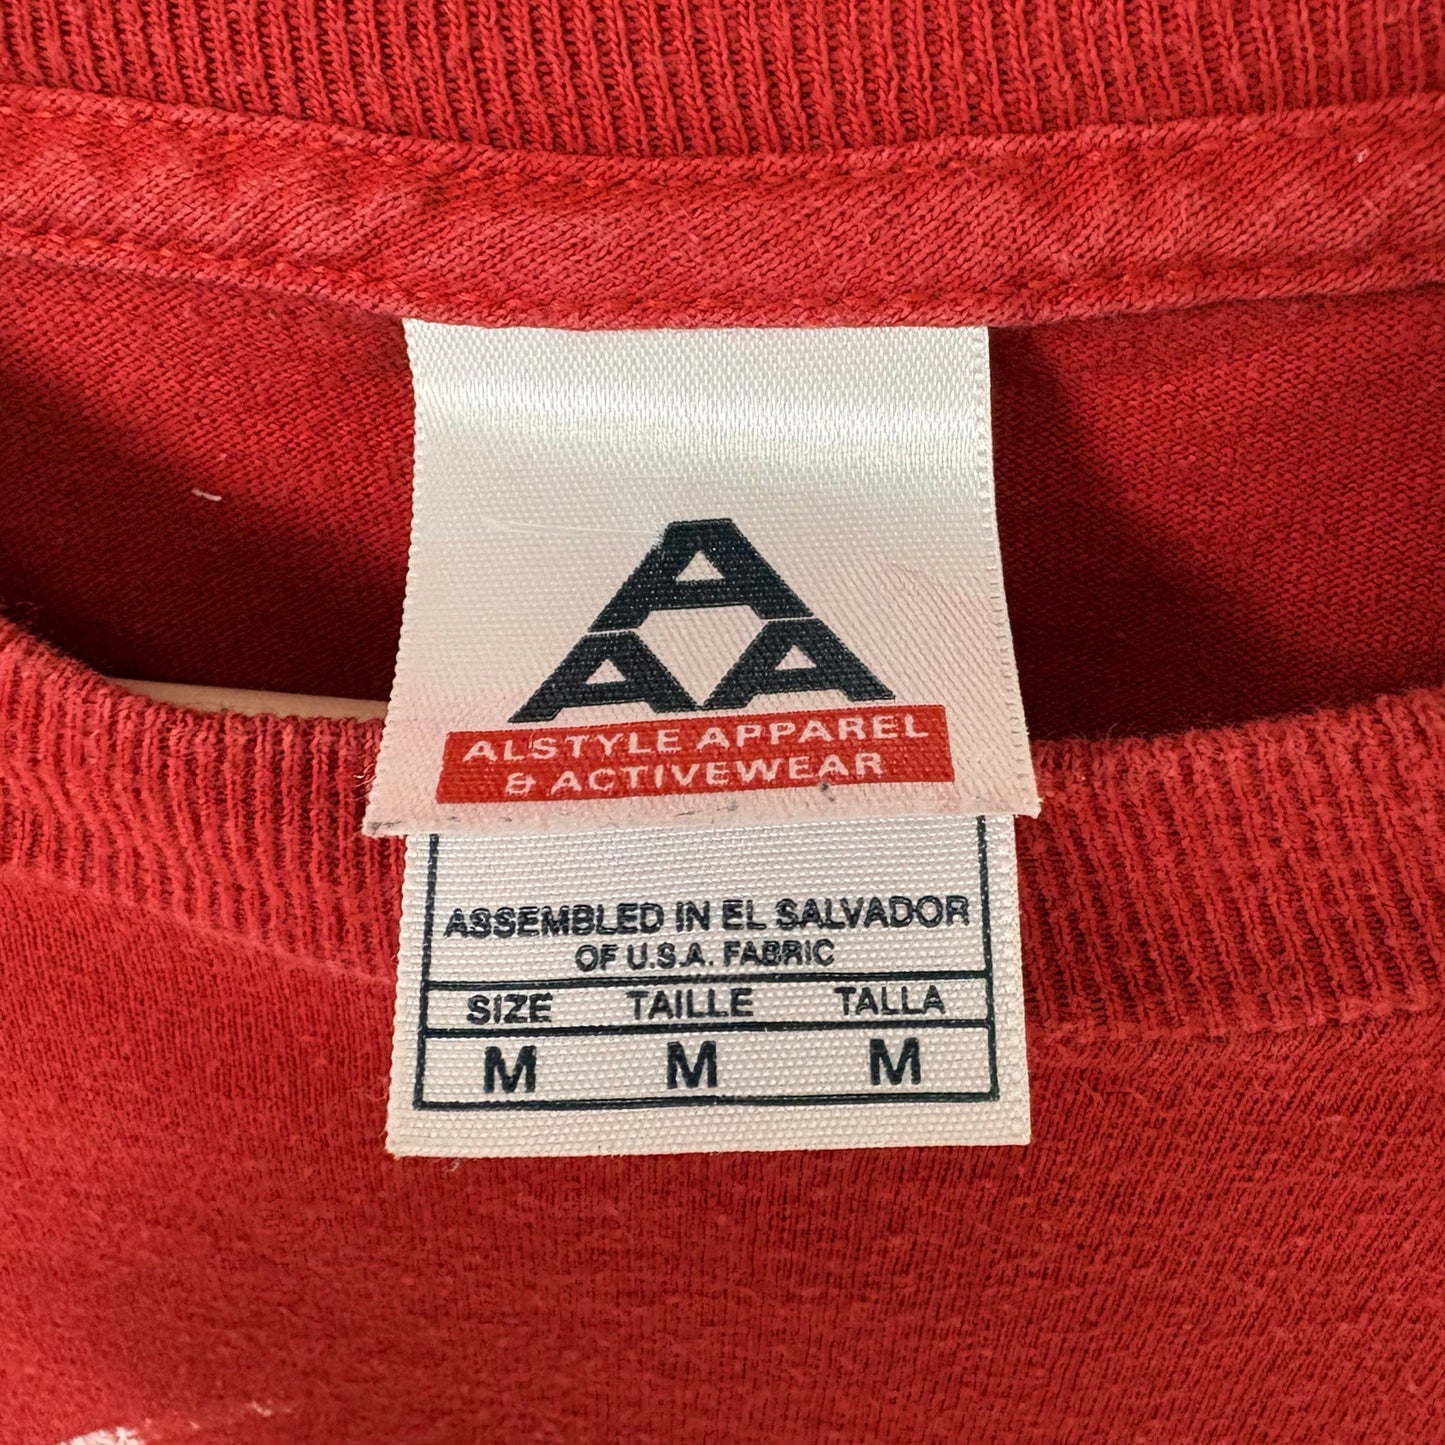 A
A A
ALSTYLE APPAREL
& ACTIVEWEAR
ASSEMBLED IN EL SALVADOR
OF U.S.A. FABRIC
SIZE TAILLE TALLA
M M M